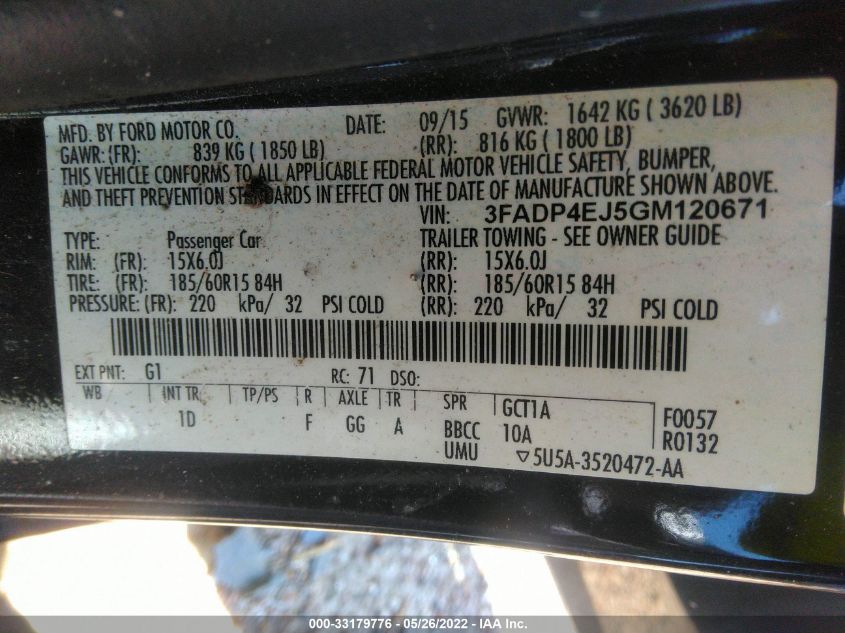 MFD. BY FORD MOTOR CO. DATE: 09/15 GVWR: 1642 KG ( 3620 LB)
GAWR: (FR): 839 KG ( 1850 LB) (RR): 816 KG ( 1800 LB)
THIS VEHICLE CONFORMS TO ALL APPLICABLE FEDERAL MOTOR VEHICLE SAFETY, BUMPER,
AND THEFT PREVENTION STANDARDS IN EFFECT ON THE DATE OF MANUFACTURE SHOWN ABOVE.
VIN: 3FADP4EJ5GM120671
TYPE: Passenger Car TRAILER TOWING - SEE OWNER GUIDE
RIM: (FR): 15X6.0J (RR): 15X6.0J
TIRE: (FR): 185/60R15 84H (RR): 185/60R15 84H
PRESSURE: (FR): 220 kPa/ 32 PSI COLD (RR): 220 kPa/ 32 PSI COLD
EXT PNT: G1 RC: 71 DSO:
WB INT TR TP/PS R AXLE TR SPR GCT1A F0057
1D F GG A BBCC 10A R0132
UMU ▽5U5A-3520472-AA
000-33179776 - 05/26/2022 - IAA Inc.